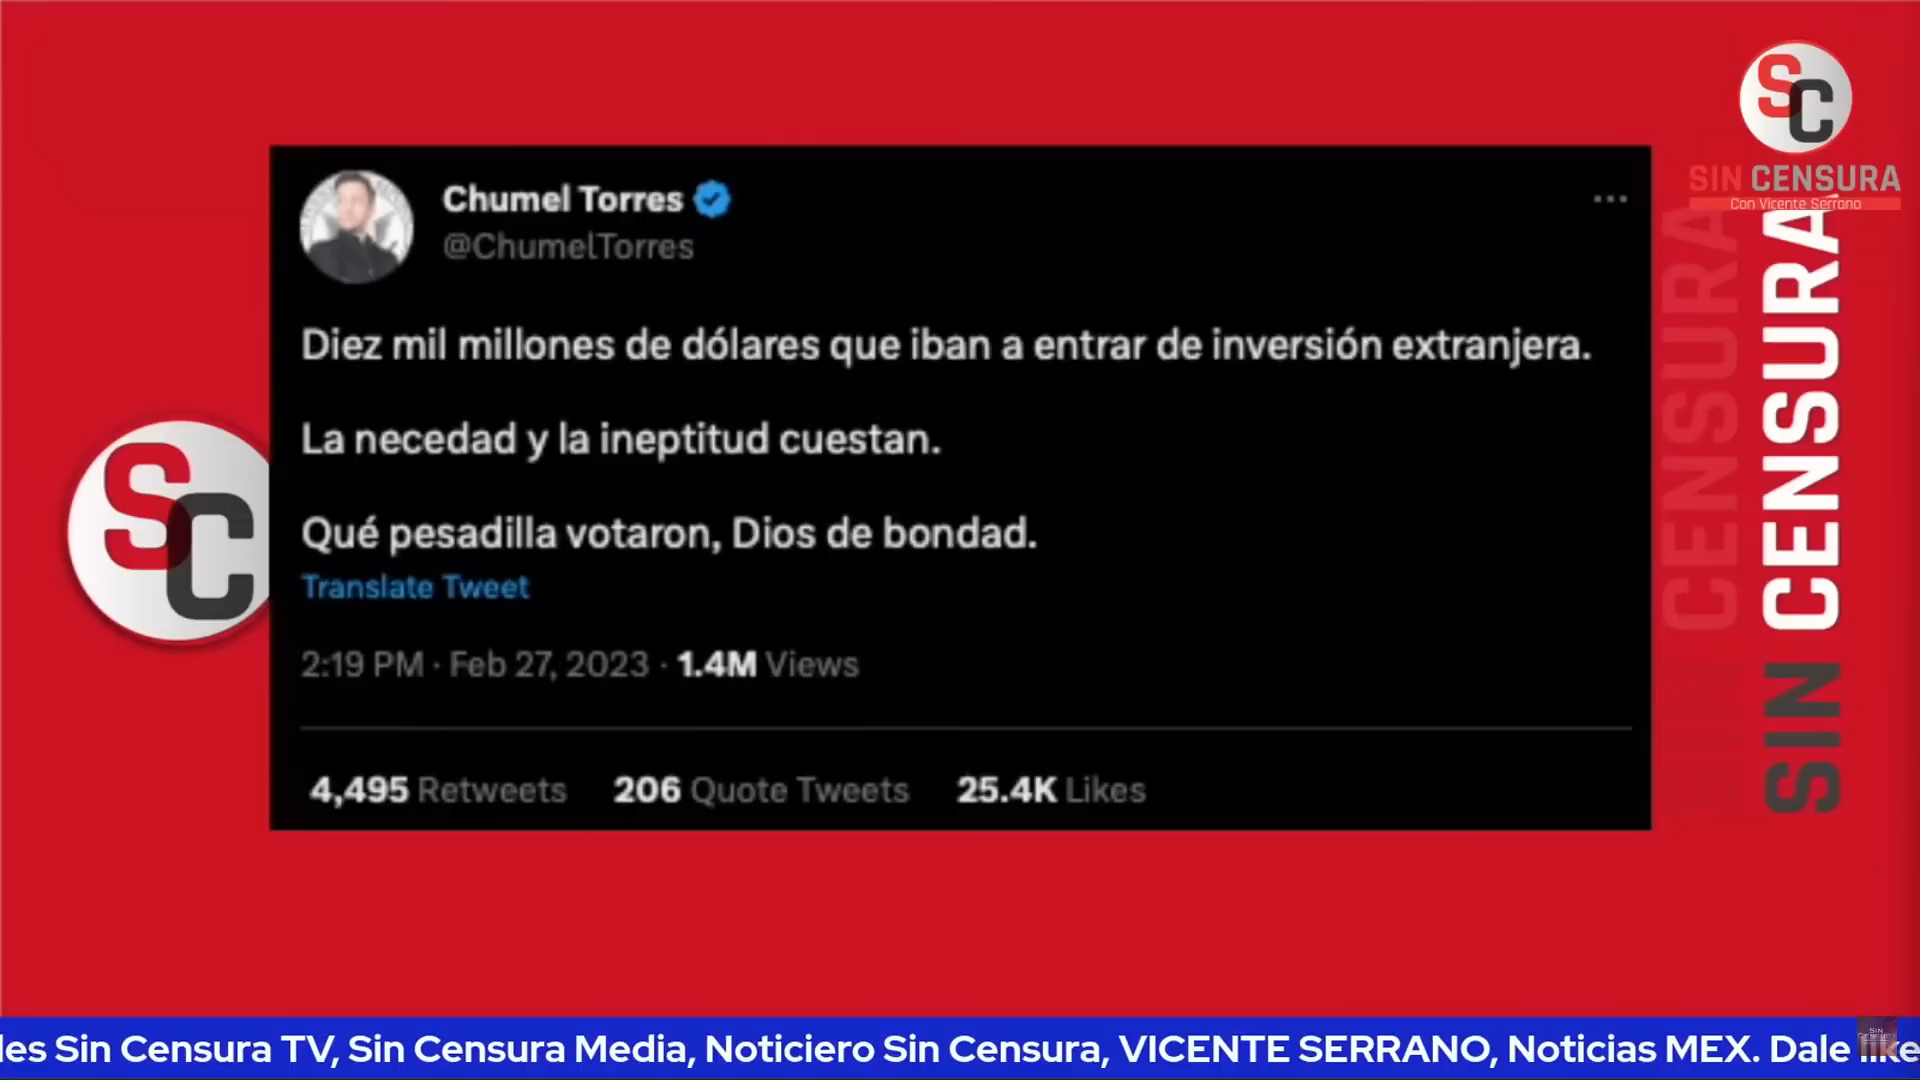 SC
SIN CENSURA
Con Vicente Serrano
Chumel Torres
@ChumelTorres
Diez mil millones de dólares que iban a entrar de inversión extranjera.
La necedad y la ineptitud cuestan.
Qué pesadilla votaron, Dios de bondad.
Translate Tweet
2:19 PM · Feb 27, 2023 · 1.4M Views
4,495 Retweets 206 Quote Tweets 25.4K Likes
SC
SIN CENSURA
SIN CENSURA
les Sin Censura TV, Sin Censura Media, Noticiero Sin Censura, VICENTE SERRANO, Noticias MEX. Dale like